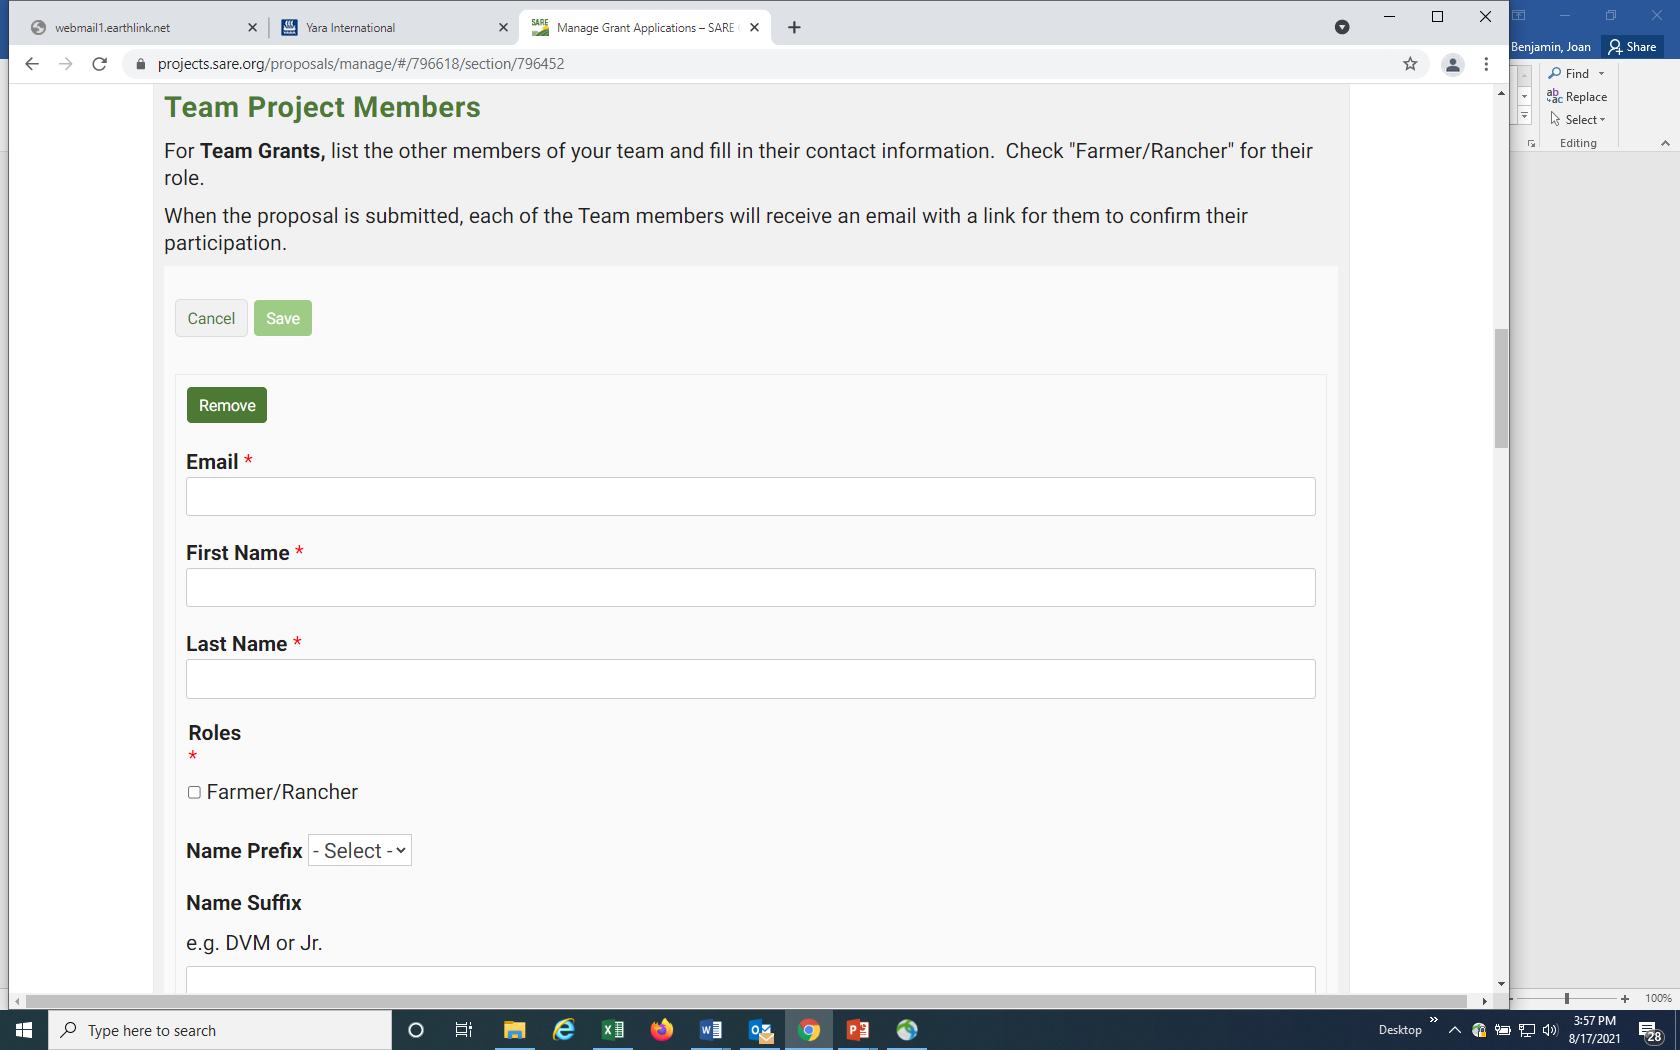 webmail1.earthlink.net
Yara International
SARE
Manage Grant Applications – SARE
Benjamin, Joan
Share
projects.sare.org/proposals/manage/#/796618/section/796452
Find
Replace
Select
Editing
Team Project Members
For Team Grants, list the other members of your team and fill in their contact information.  Check "Farmer/Rancher" for their
role.
When the proposal is submitted, each of the Team members will receive an email with a link for them to confirm their
participation.
Cancel
Save
Remove
Email *
First Name *
Last Name *
Roles
*
Farmer/Rancher
Name Prefix - Select -
Name Suffix
e.g. DVM or Jr.
100%
Type here to search
Desktop
3:57 PM
8/17/2021
28